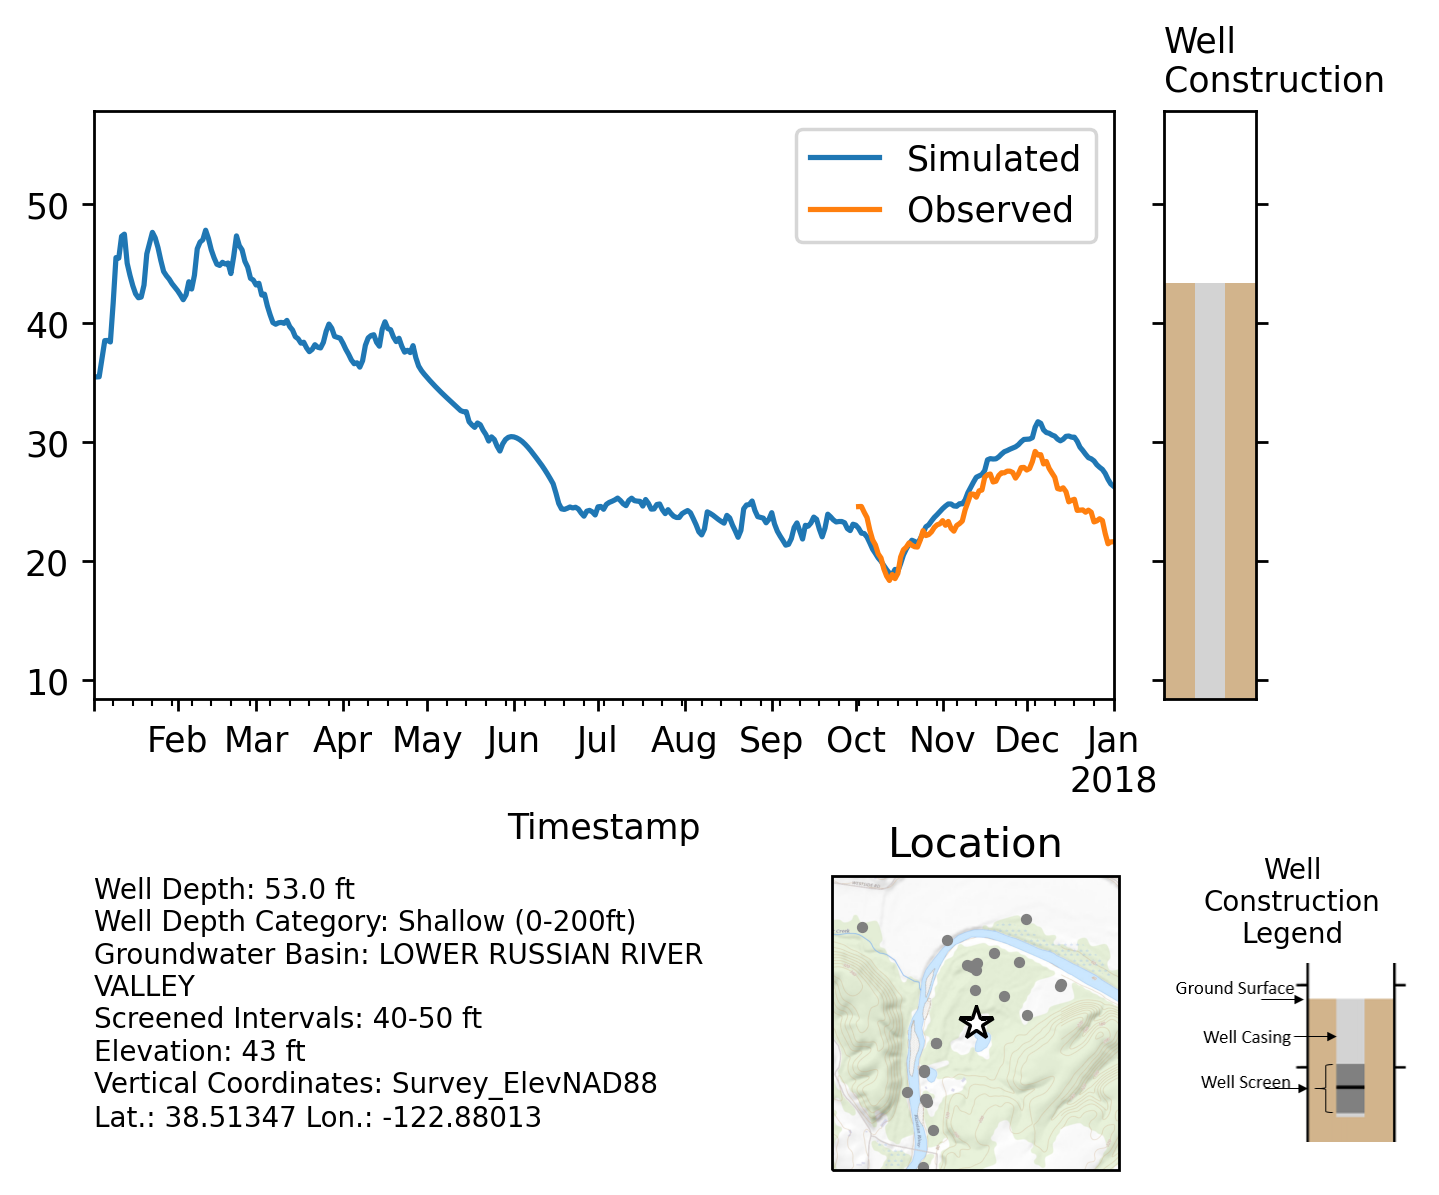 Well
Construction
Simulated
Observed
50
40
30
20
10
Feb Mar Apr May Jun Jul Aug Sep Oct Nov Dec Jan
2018
Timestamp
Location
Well Depth: 53.0 ft
Well Depth Category: Shallow (0-200ft)
Groundwater Basin: LOWER RUSSIAN RIVER
VALLEY
Screened Intervals: 40-50 ft
Elevation: 43 ft
Vertical Coordinates: Survey_ElevNAD88
Lat.: 38.51347 Lon.: -122.88013
Well
Construction
Legend
Ground Surface
Well Casing
Well Screen